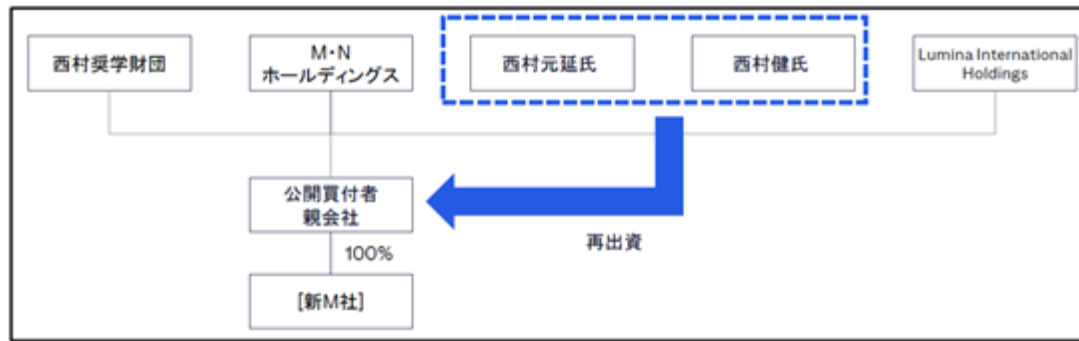 西村奨学財団
M・N
ホールディングス
西村元延氏
西村健氏
Lumina International
Holdings
公開買付者
親会社
再出資
100%
[新M社]